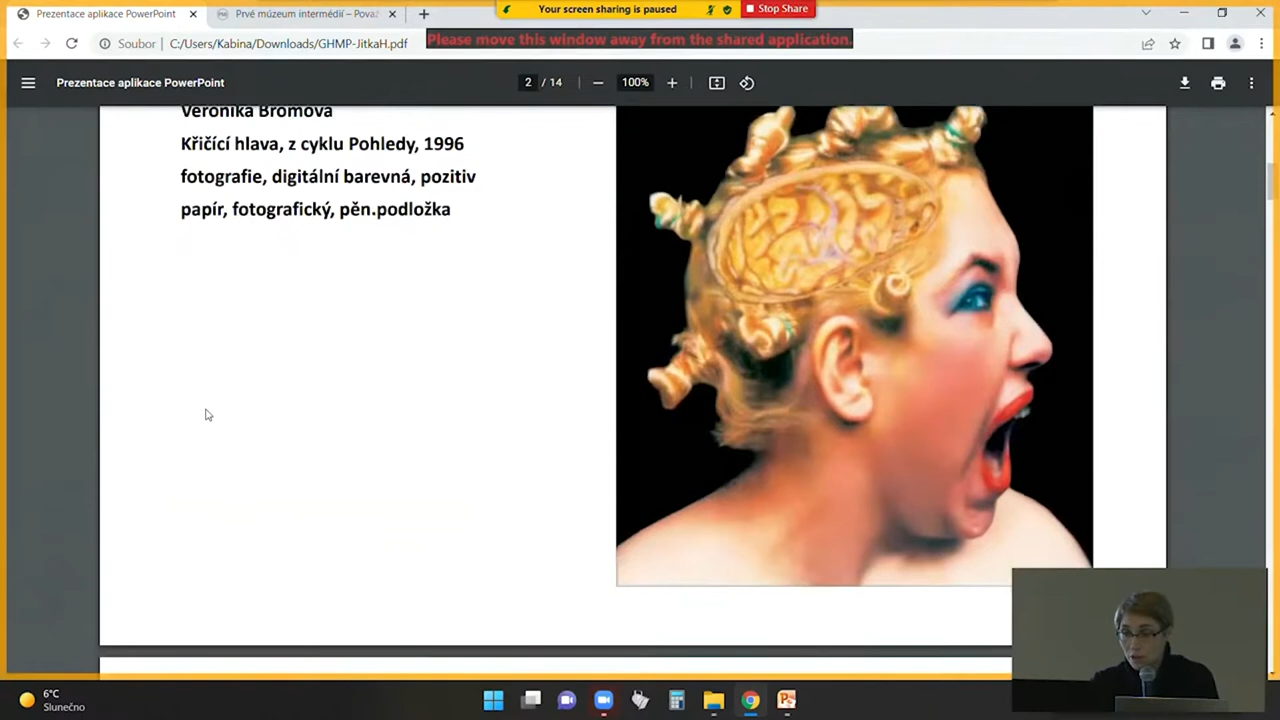 Prezentace aplikace PowerPoint
Prvé múzeum intermédií – Pova
Your screen sharing is paused
Stop Share
Soubor
C:/Users/Kabina/Downloads/GHMP-JitkaH.pdf
Please move this window away from the shared application.
Prezentace aplikace PowerPoint
2 / 14
100%
Veronika Bromová
Křičící hlava, z cyklu Pohledy, 1996
fotografie, digitální barevná, pozitiv
papír, fotografický, pěn.podložka
6°C
Slunečno